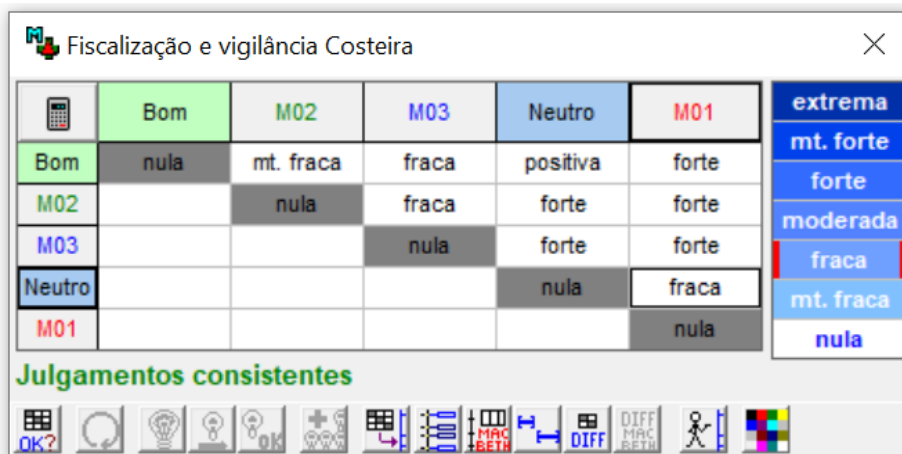 Fiscalização e vigilância Costeira
Bom M02 M03 Neutro M01
Bom nula mt. fraca fraca positiva forte
M02 nula fraca forte forte
M03 nula forte forte
Neutro nula fraca
M01 nula
extrema
mt. forte
forte
moderada
fraca
mt. fraca
nula
Julgamentos consistentes
OK? OK MAC BETH DIFF DIFF MAC BETH